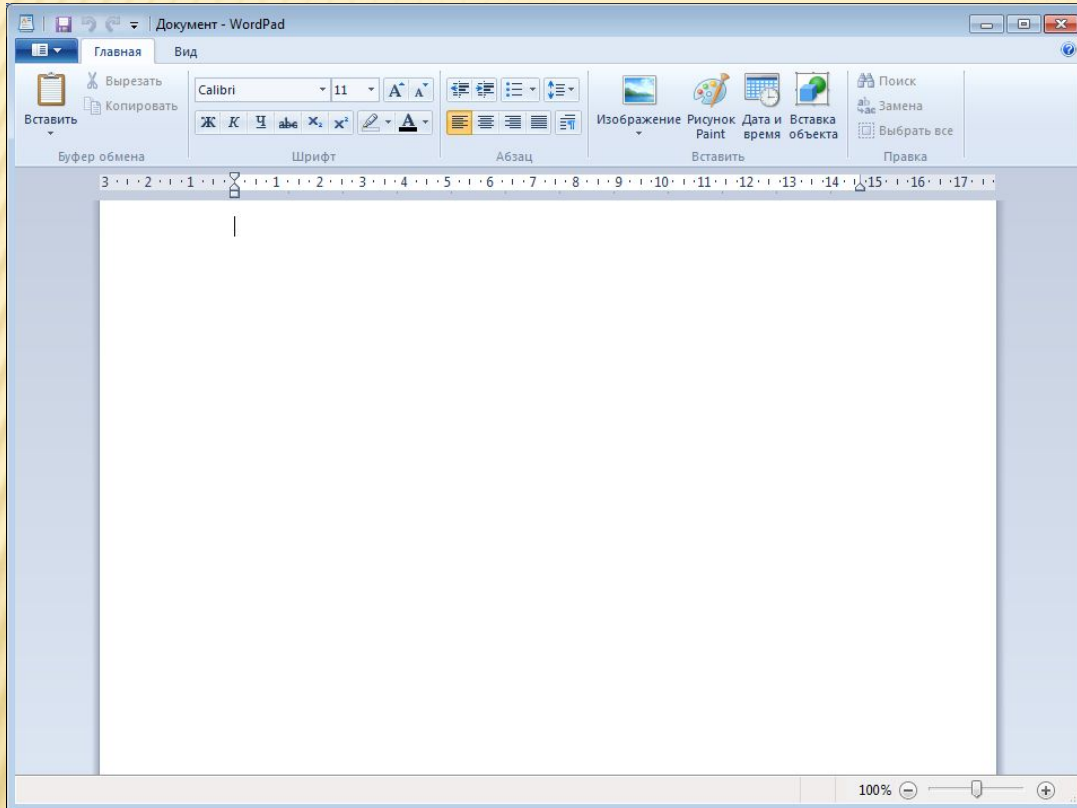 Документ - WordPad
Главная Вид
Вставить
Вырезать
Копировать
Буфер обмена
Calibri 11
Ж К Ч abc X₂ X²
Шрифт
Абзац
Изображение
Рисунок Paint
Дата и время
Вставка объекта
Вставить
Поиск
Замена
Выбрать все
Правка
3 2 1 1 2 3 4 5 6 7 8 9 10 11 12 13 14 15 16 17
100%